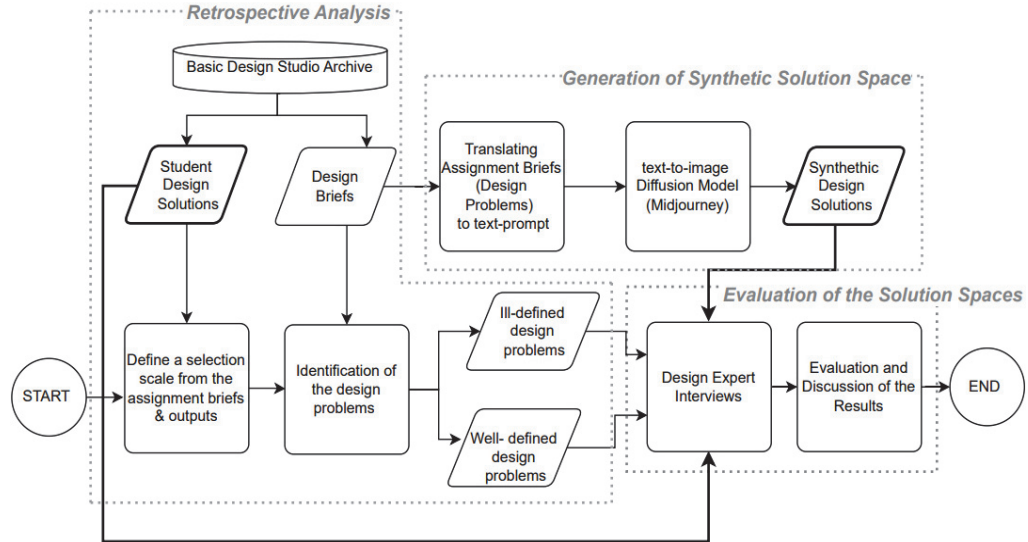 Retrospective Analysis
Basic Design Studio Archive
Generation of Synthetic Solution Space
Student
Design
Solutions
Design
Briefs
Translating
Assignment Briefs
(Design
Problems)
to text-prompt
text-to-image
Diffusion Model
(Midjourney)
Synthethic
Design
Solutions
Evaluation of the Solution Spaces
START
Define a selection
scale from the
assignment briefs
& outputs
Identification of
the design
problems
Ill-defined
design
problems
Well- defined
design
problems
Design Expert
Interviews
Evaluation and
Discussion of the
Results
END